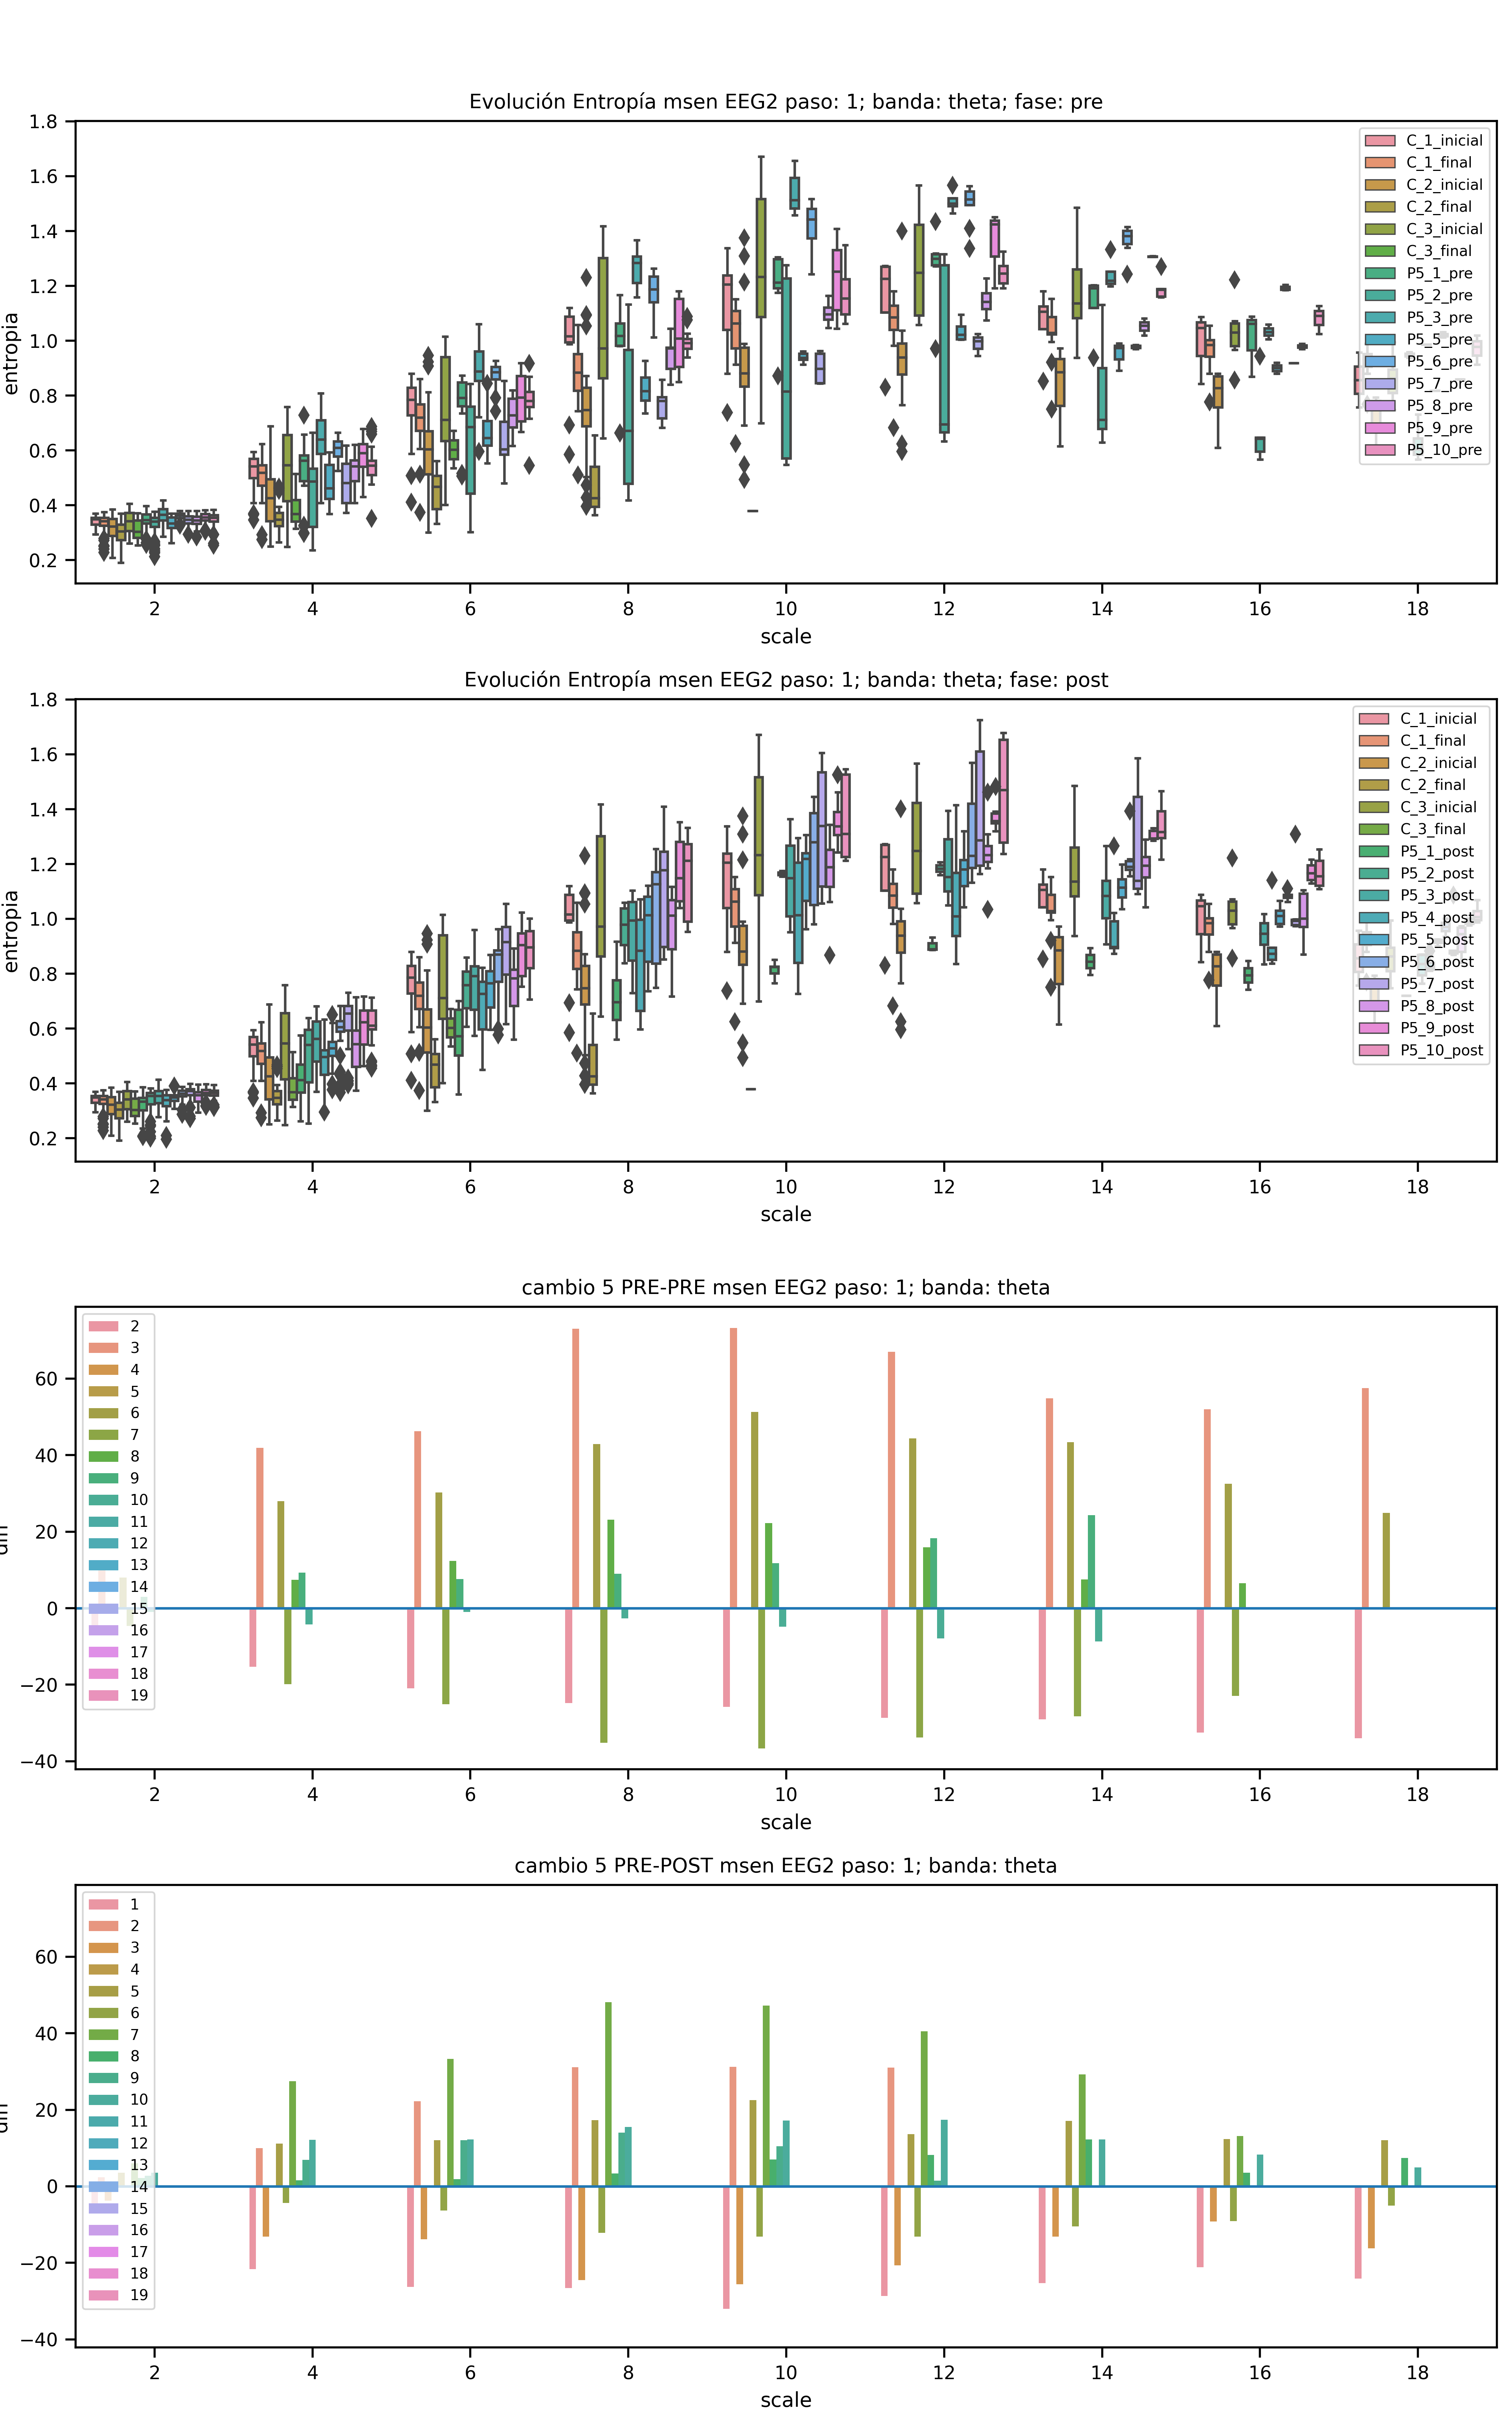 Evolución Entropía msen EEG2 paso: 1; banda: theta; fase: pre
1.8
1.6
1.4
1.2
1.0
0.8
0.6
0.4
0.2
entropia
2 4 6 8 10 12 14 16 18
scale
C_1_inicial
C_1_final
C_2_inicial
C_2_final
C_3_inicial
C_3_final
P5_1_pre
P5_2_pre
P5_3_pre
P5_5_pre
P5_6_pre
P5_7_pre
P5_8_pre
P5_9_pre
P5_10_pre
Evolución Entropía msen EEG2 paso: 1; banda: theta; fase: post
1.8
1.6
1.4
1.2
1.0
0.8
0.6
0.4
0.2
entropia
2 4 6 8 10 12 14 16 18
scale
C_1_inicial
C_1_final
C_2_inicial
C_2_final
C_3_inicial
C_3_final
P5_1_post
P5_2_post
P5_3_post
P5_4_post
P5_5_post
P5_6_post
P5_7_post
P5_8_post
P5_9_post
P5_10_post
cambio 5 PRE-PRE msen EEG2 paso: 1; banda: theta
60
40
20
0
−20
−40
2
3
4
5
6
7
8
9
10
11
12
13
14
15
16
17
18
19
2 4 6 8 10 12 14 16 18
scale
cambio 5 PRE-POST msen EEG2 paso: 1; banda: theta
60
40
20
0
−20
−40
1
2
3
4
5
6
7
8
9
10
11
12
13
14
15
16
17
18
19
2 4 6 8 10 12 14 16 18
scale